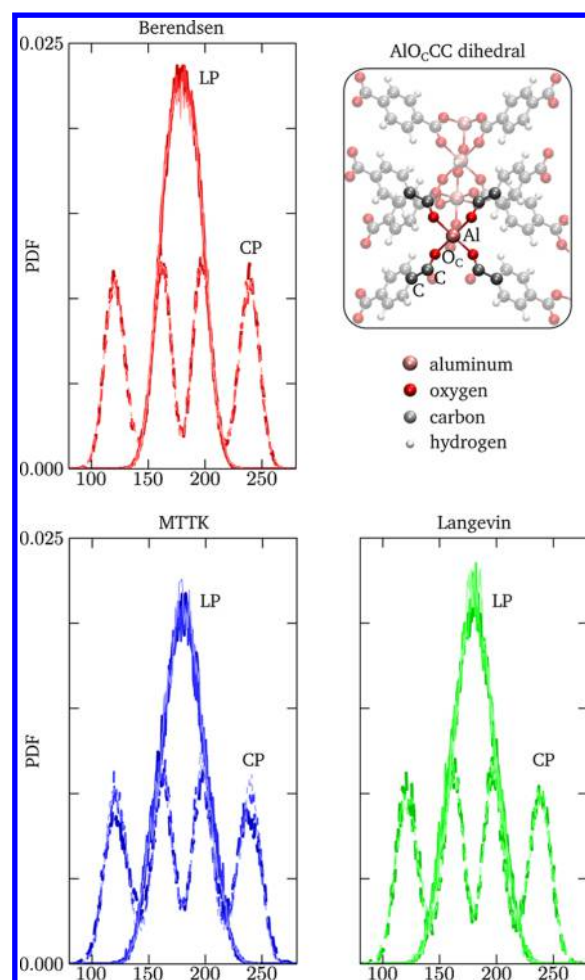 Berendsen
0.025
LP
CP
PDF
0.000
100 150 200 250
AlO_CCC dihedral
Al
O_C
C C
aluminum
oxygen
carbon
hydrogen
MTTK
0.025
LP
CP
PDF
0.000
100 150 200 250
Langevin
LP
CP
100 150 200 250